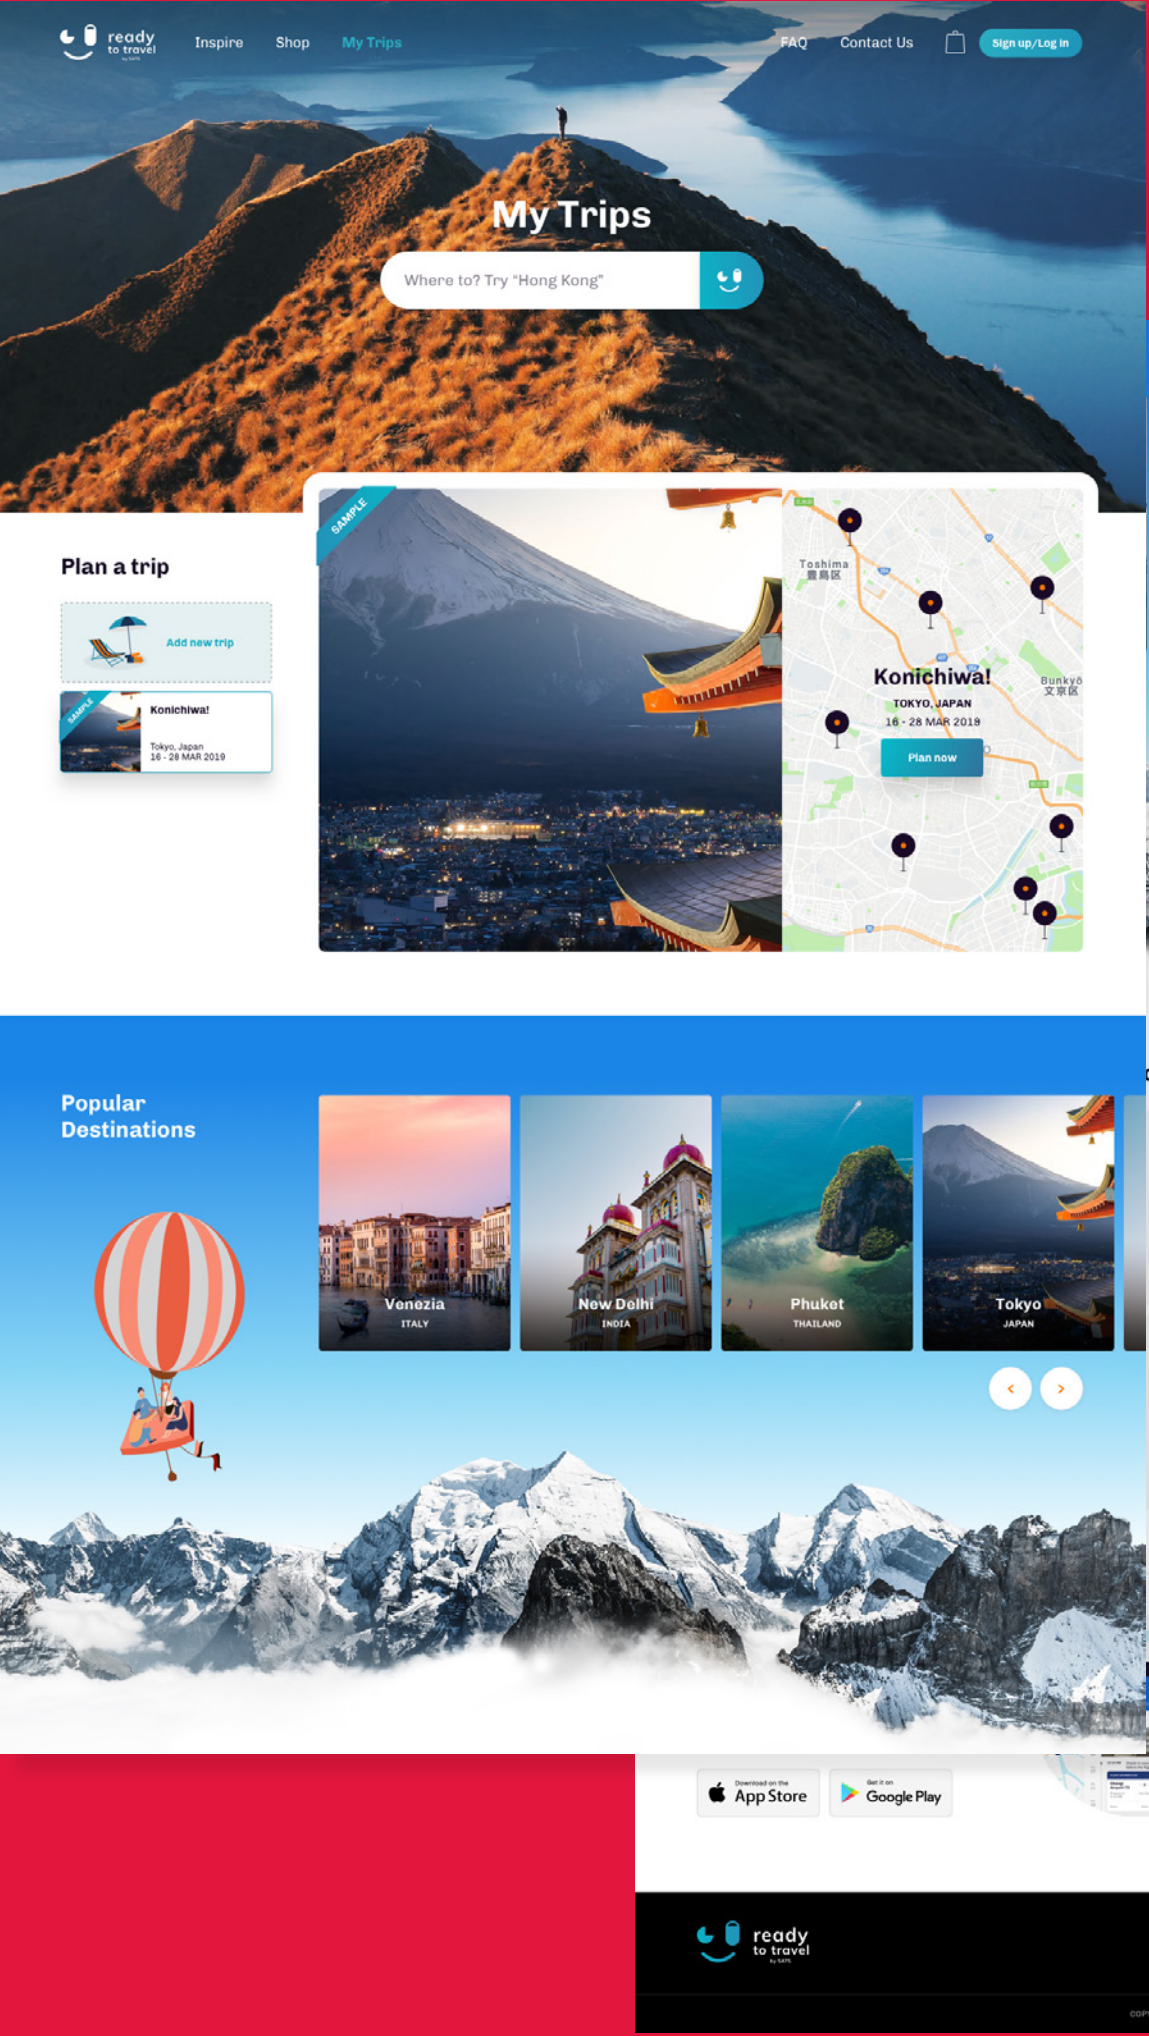 ready
to travel
by SATS
Inspire
Shop
My Trips
FAQ
Contact Us
Sign up/Log in
My Trips
Where to? Try “Hong Kong”
SAMPLE
Plan a trip
Add new trip
SAMPLE
Konichiwa!
Tokyo, Japan
16 - 28 MAR 2019
Toshima
豊島区
Bunkyō
文京区
Konichiwa!
TOKYO, JAPAN
16 - 28 MAR 2019
Plan now
Popular
Destinations
Venezia
ITALY
New Delhi
INDIA
Phuket
THAILAND
Tokyo
JAPAN
Download on the
App Store
Get it on
Google Play
ready
to travel
by SATS